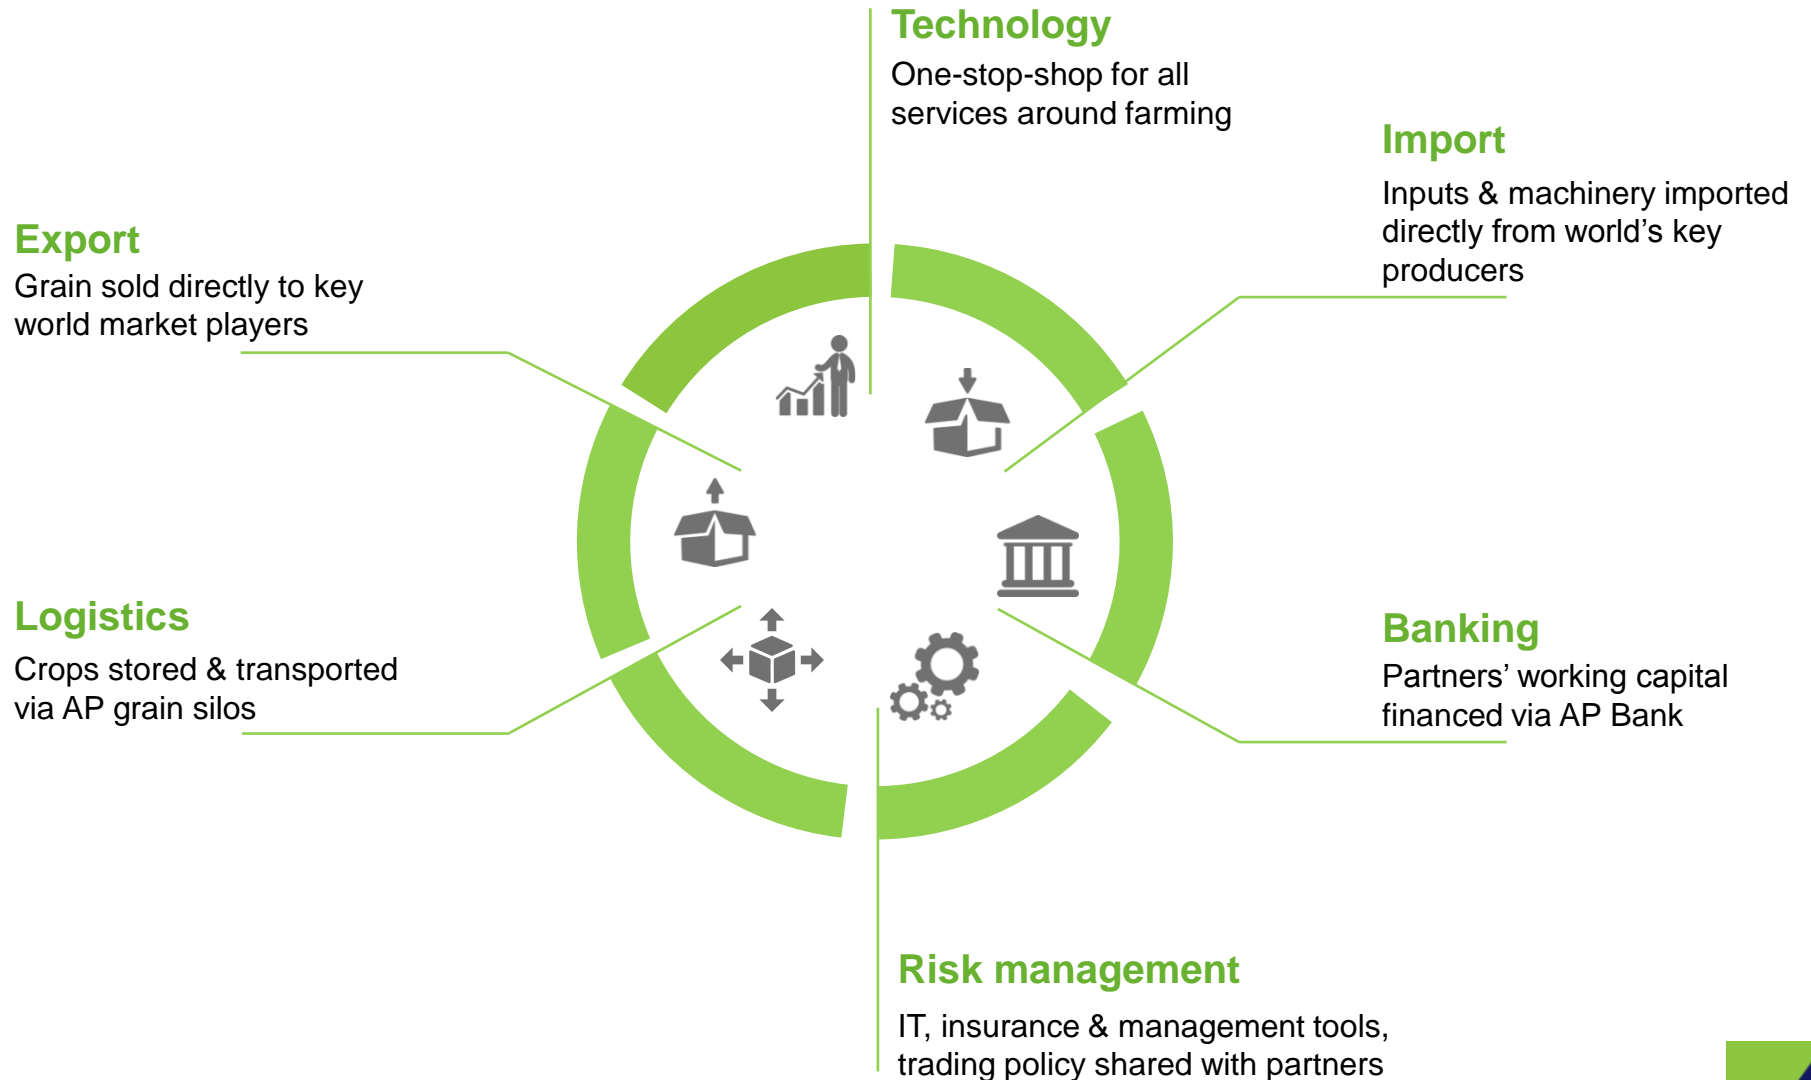 Technology
One-stop-shop for all
services around farming
Import
Inputs & machinery imported
directly from world’s key
producers
Export
Grain sold directly to key
world market players
Logistics
Crops stored & transported
via AP grain silos
Banking
Partners’ working capital
financed via AP Bank
Risk management
IT, insurance & management tools,
trading policy shared with partners